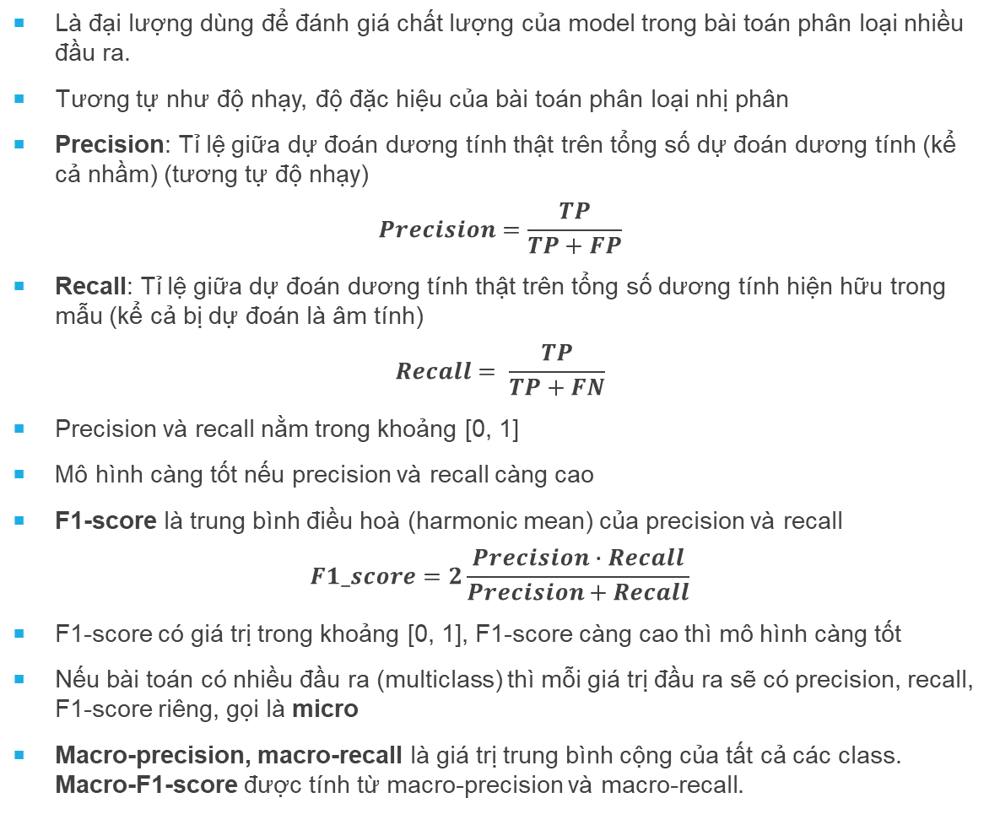 ▪ Là đại lượng dùng để đánh giá chất lượng của model trong bài toán phân loại nhiều
đầu ra.
▪ Tương tự như độ nhạy, độ đặc hiệu của bài toán phân loại nhị phân
▪ Precision: Tỉ lệ giữa dự đoán dương tính thật trên tổng số dự đoán dương tính (kể
cả nhầm) (tương tự độ nhạy)
Precision = TP / (TP + FP)
▪ Recall: Tỉ lệ giữa dự đoán dương tính thật trên tổng số dương tính hiện hữu trong
mẫu (kể cả bị dự đoán là âm tính)
Recall = TP / (TP + FN)
▪ Precision và recall nằm trong khoảng [0, 1]
▪ Mô hình càng tốt nếu precision và recall càng cao
▪ F1-score là trung bình điều hoà (harmonic mean) của precision và recall
F1_score = 2 (Precision · Recall) / (Precision + Recall)
▪ F1-score có giá trị trong khoảng [0, 1], F1-score càng cao thì mô hình càng tốt
▪ Nếu bài toán có nhiều đầu ra (multiclass) thì mỗi giá trị đầu ra sẽ có precision, recall,
F1-score riêng, gọi là micro
▪ Macro-precision, macro-recall là giá trị trung bình cộng của tất cả các class.
Macro-F1-score được tính từ macro-precision và macro-recall.